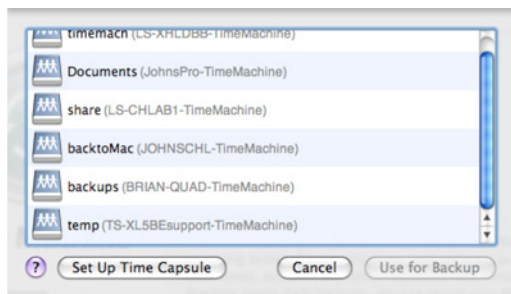 timemach (LS-XHLDBB-TimeMachine)
Documents (JohnsPro-TimeMachine)
share (LS-CHLAB1-TimeMachine)
backtoMac (JOHNSCHL-TimeMachine)
backups (BRIAN-QUAD-TimeMachine)
temp (TS-XL5BEsupport-TimeMachine)
? Set Up Time Capsule Cancel Use for Backup